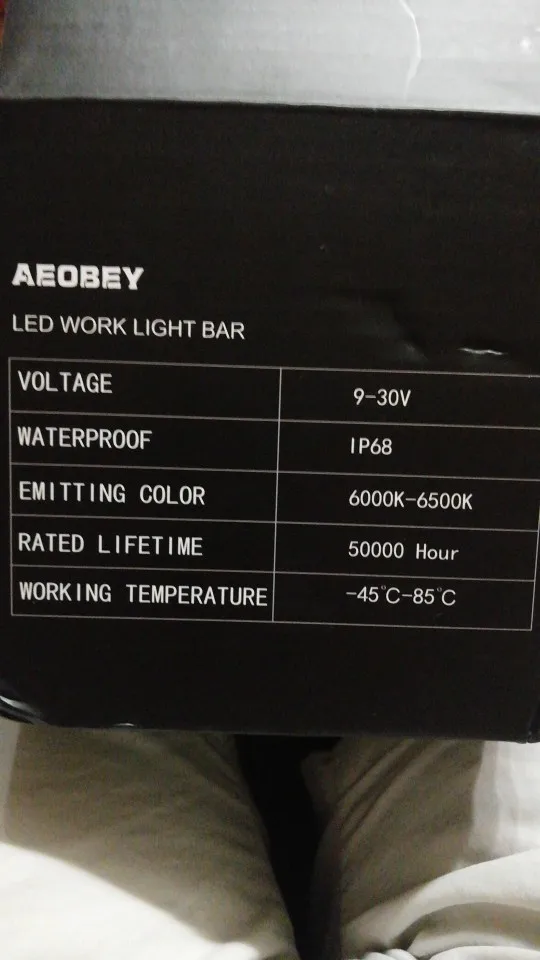 AEOBEY
LED WORK LIGHT BAR
VOLTAGE 9-30V
WATERPROOF IP68
EMITTING COLOR 6000K-6500K
RATED LIFETIME 50000 Hour
WORKING TEMPERATURE -45°C-85°C